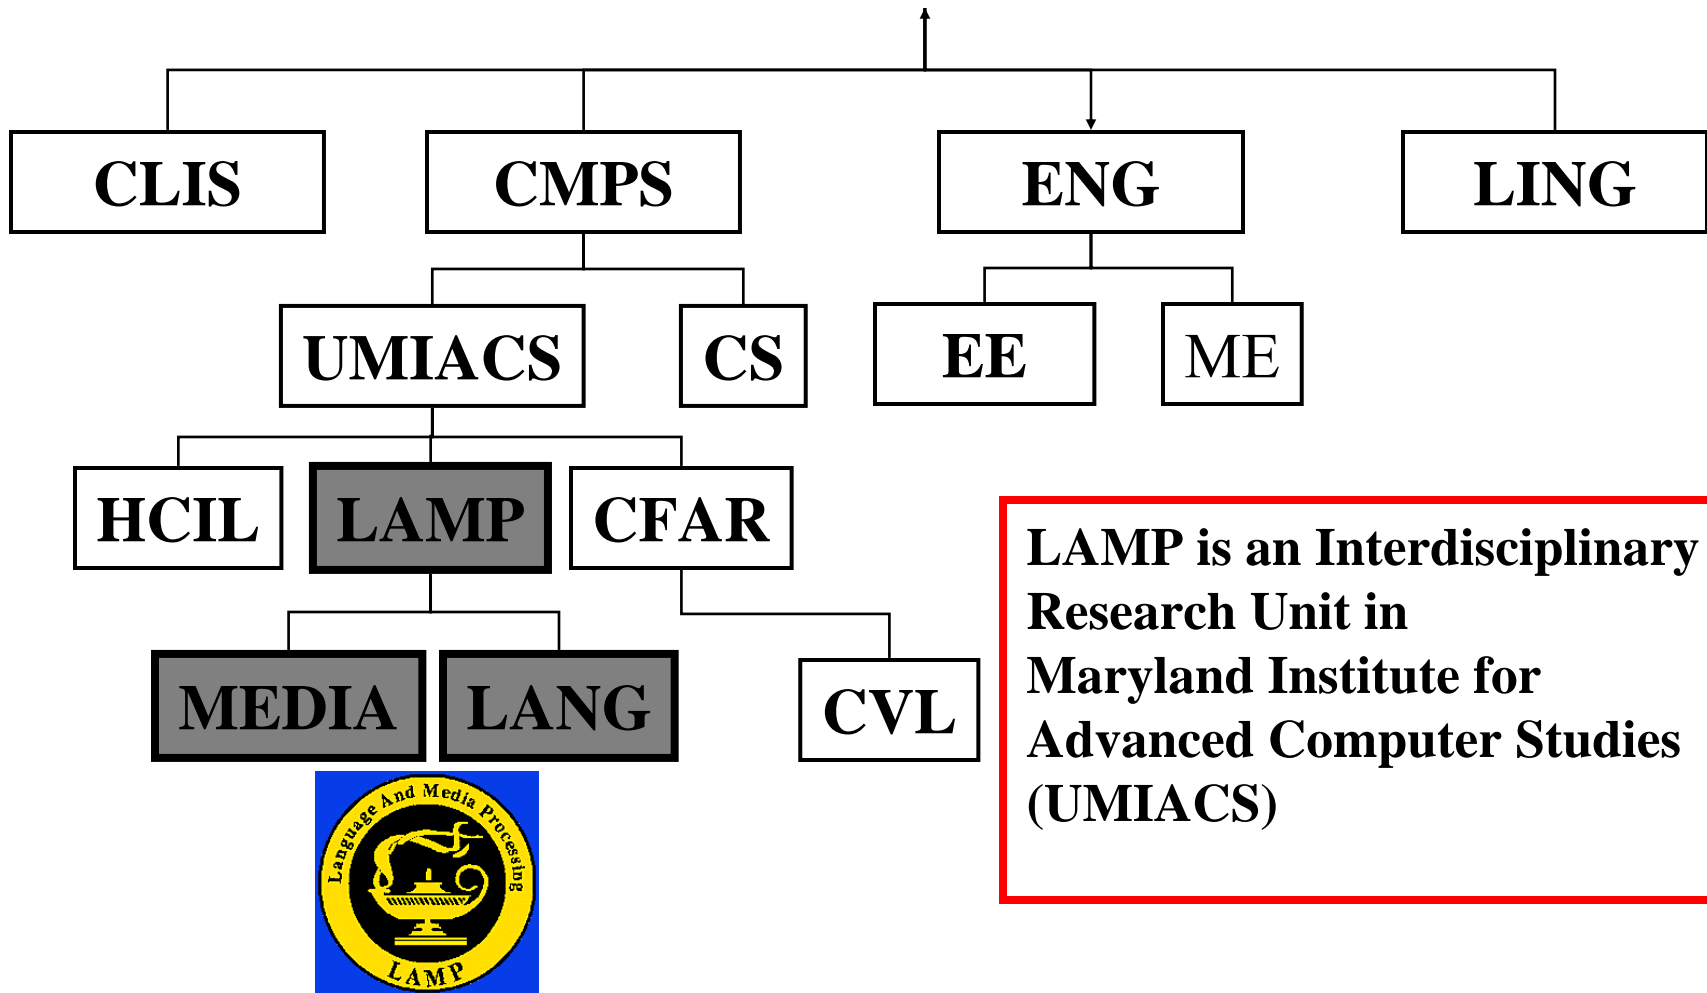 CLIS
CMPS
ENG
LING
UMIACS
CS
EE
ME
HCIL
LAMP
CFAR
LAMP is an Interdisciplinary
Research Unit in
Maryland Institute for
Advanced Computer Studies
(UMIACS)
MEDIA
LANG
CVL
Language And Media Processing
LAMP